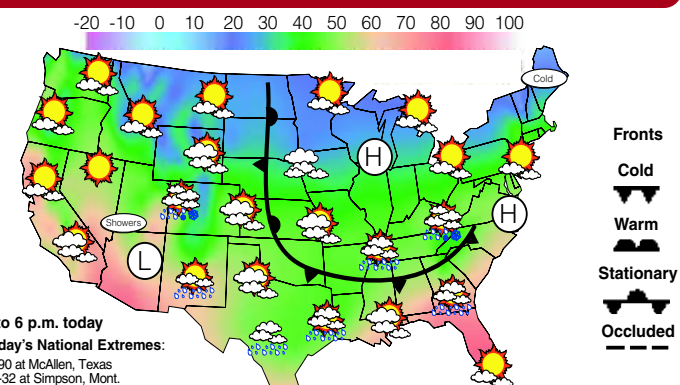 -20 -10 0 10 20 30 40 50 60 70 80 90 100
Cold
H
H
Showers
L
Fronts
Cold
Warm
Stationary
Occluded
to 6 p.m. today
day's National Extremes:
90 at McAllen, Texas
-32 at Simpson, Mont.